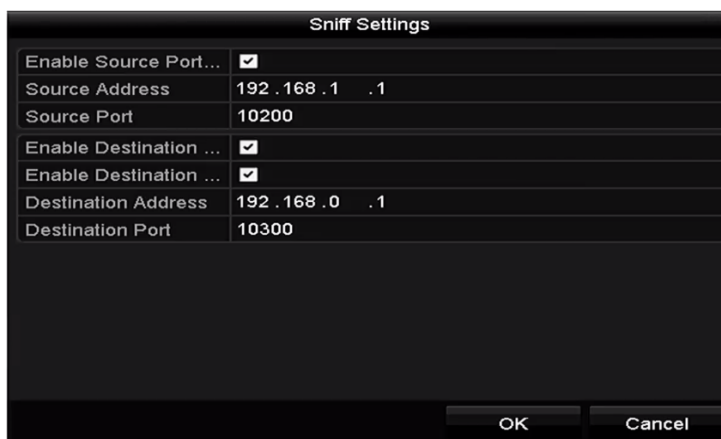 Sniff Settings
Enable Source Port...
Source Address 192 .168 .1 .1
Source Port 10200
Enable Destination ...
Enable Destination ...
Destination Address 192 .168 .0 .1
Destination Port 10300
OK Cancel